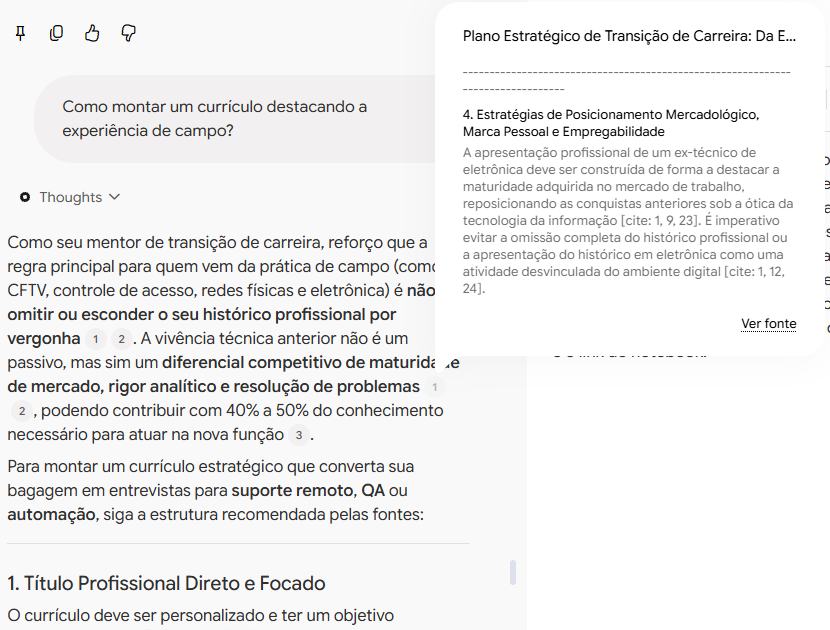 Como montar um currículo destacando a
experiência de campo?
Thoughts
Como seu mentor de transição de carreira, reforço que a
regra principal para quem vem da prática de campo (como
CFTV, controle de acesso, redes físicas e eletrônica) é não
omitir ou esconder o seu histórico profissional por
vergonha 1 2 . A vivência técnica anterior não é um
passivo, mas sim um diferencial competitivo de maturidade
de mercado, rigor analítico e resolução de problemas 1
2 , podendo contribuir com 40% a 50% do conhecimento
necessário para atuar na nova função 3 .
Para montar um currículo estratégico que converta sua
bagagem em entrevistas para suporte remoto, QA ou
automação, siga a estrutura recomendada pelas fontes:
1. Título Profissional Direto e Focado
O currículo deve ser personalizado e ter um objetivo
Plano Estratégico de Transição de Carreira: Da E...
--------------------------------------------------------------
-------------------
4. Estratégias de Posicionamento Mercadológico,
Marca Pessoal e Empregabilidade
A apresentação profissional de um ex-técnico de
eletrônica deve ser construída de forma a destacar a
maturidade adquirida no mercado de trabalho,
reposicionando as conquistas anteriores sob a ótica da
tecnologia da informação [cite: 1, 9, 23]. É imperativo
evitar a omissão completa do histórico profissional ou
a apresentação do histórico em eletrônica como uma
atividade desvinculada do ambiente digital [cite: 1, 12,
24].
Ver fonte